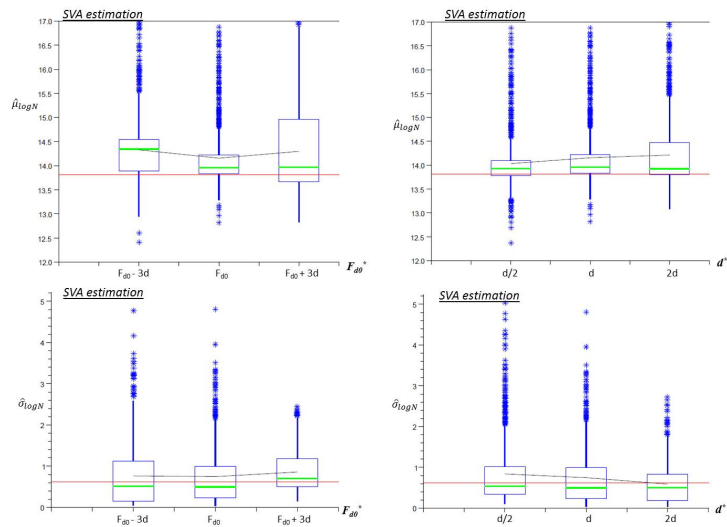 SVA estimation
17.0
16.5
16.0
15.5
15.0
14.5
14.0
13.5
13.0
12.5
12.0
μ̂logN
Fd0 - 3d
Fd0
Fd0 + 3d
Fd0*
SVA estimation
17.0
16.5
16.0
15.5
15.0
14.5
14.0
13.5
13.0
12.5
12.0
μ̂logN
d/2
d
2d
d*
SVA estimation
5
4
3
2
1
0
σ̂logN
Fd0 - 3d
Fd0
Fd0 + 3d
Fd0*
SVA estimation
5
4
3
2
1
0
σ̂logN
d/2
d
2d
d*